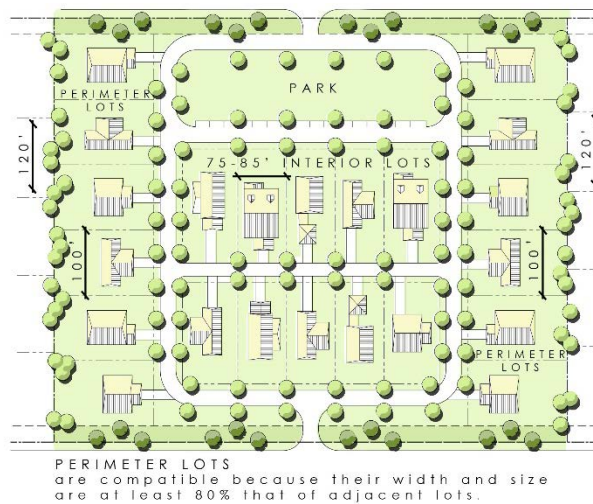 PARK
PERIMETER
LOTS
120'
120'
75-85' INTERIOR LOTS
100'
100'
PERIMETER
LOTS
PERIMETER LOTS
are compatible because their width and size
are at least 80% that of adjacent lots.